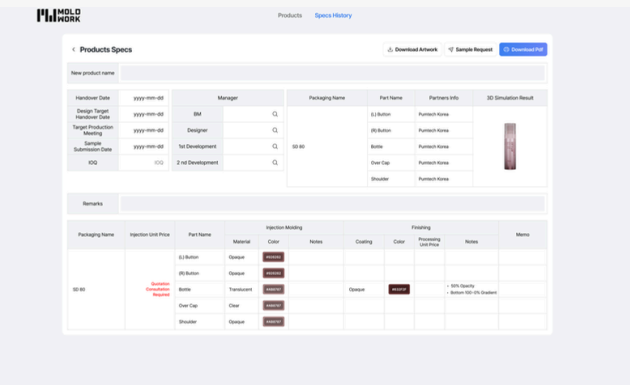 MOLD
WORK
Products
Specs History
Products Specs
Download Artwork
Sample Request
Download Pdf
New product name
Handover Date
yyyy-mm-dd
Manager
Packaging Name
Part Name
Partners Info
3D Simulation Result
Design Target
Handover Date
yyyy-mm-dd
BM
(L) Button
Pumtech Korea
Target Production
Meeting
yyyy-mm-dd
Designer
(R) Button
Pumtech Korea
Sample
Submission Date
yyyy-mm-dd
1st Development
SD 80
Bottle
Pumtech Korea
IOQ
IOQ
2 nd Development
Over Cap
Pumtech Korea
Shoulder
Pumtech Korea
Remarks
Packaging Name
Injection Unit Price
Part Name
Injection Molding
Finishing
Memo
Material
Color
Notes
Coating
Color
Processing
Unit Price
Notes
SD 80
Quotation
Consultation
Required
(L) Button
Opaque
(R) Button
Opaque
Bottle
Translucent
Opaque
50% Opacity
Bottom 100~0% Gradient
Over Cap
Clear
Shoulder
Opaque